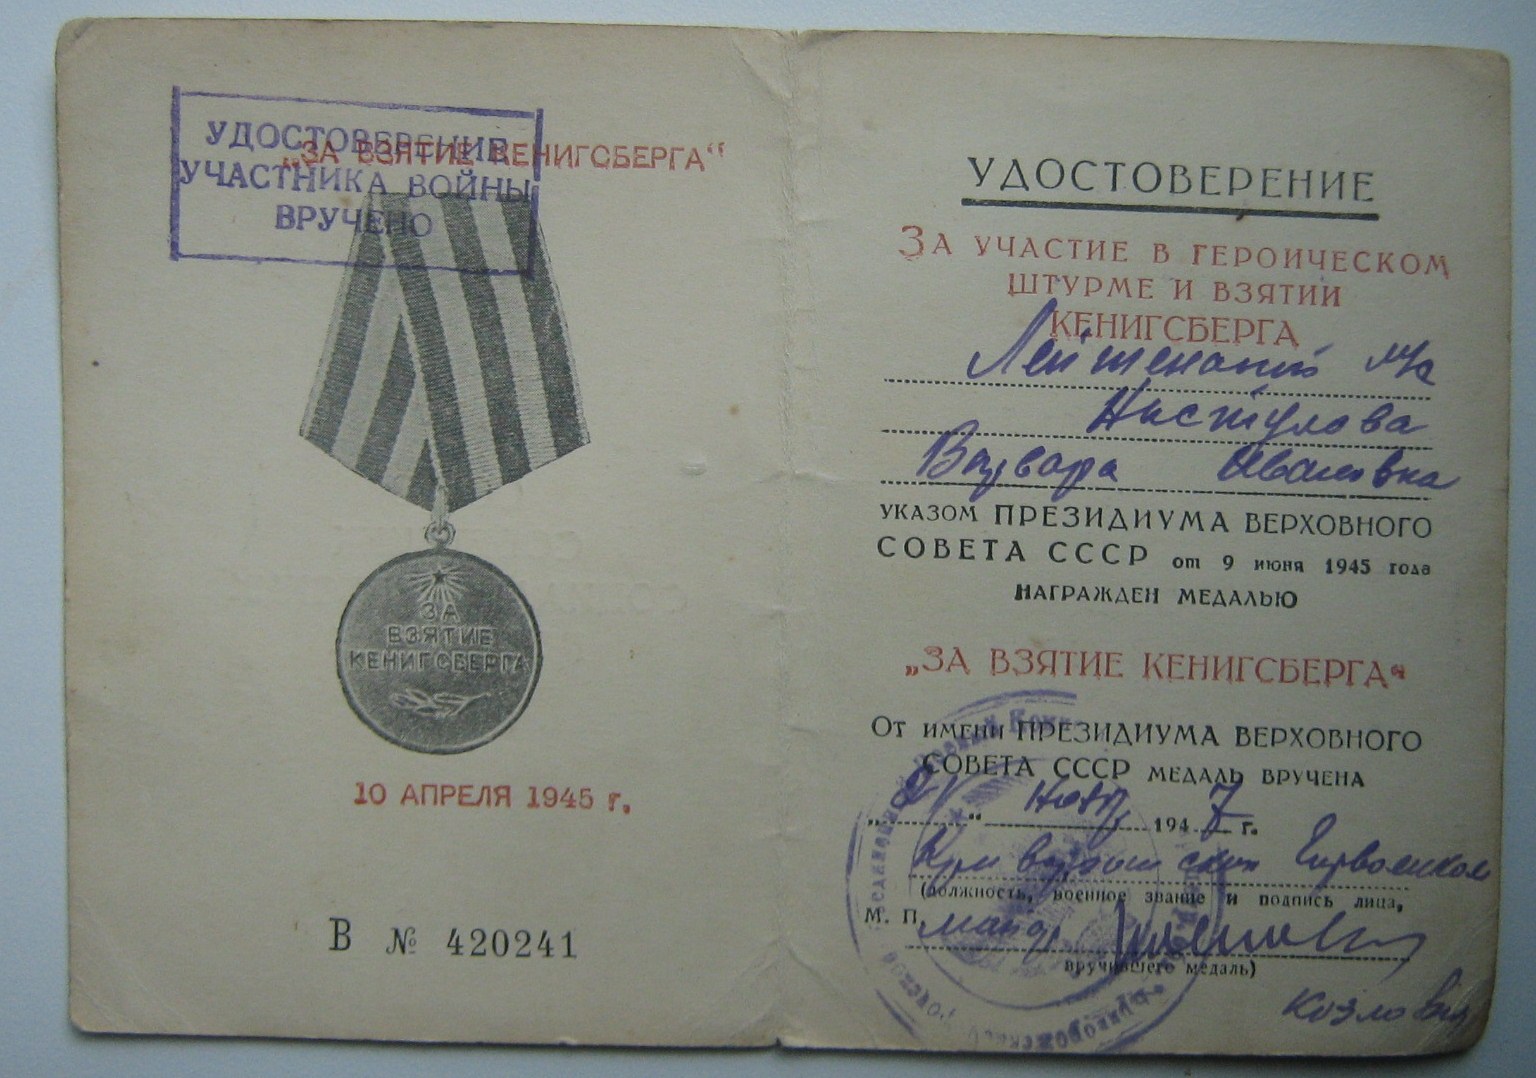 УДОСТОВЕРЕНИЕ
УЧАСТНИКА ВОЙНЫ
ВРУЧЕНО
„ЗА ВЗЯТИЕ КЕНИГСБЕРГА“
ЗА
ВЗЯТИЕ
КЕНИГСБЕРГА
10 АПРЕЛЯ 1945 г.
В № 420241
УДОСТОВЕРЕНИЕ
ЗА УЧАСТИЕ В ГЕРОИЧЕСКОМ
ШТУРМЕ И ВЗЯТИИ
КЕНИГСБЕРГА
Лейтенант м/с
Варвара Ивановна
УКАЗОМ ПРЕЗИДИУМА ВЕРХОВНОГО
СОВЕТА СССР от 9 июня 1945 года
НАГРАЖДЕН МЕДАЛЬЮ
„ЗА ВЗЯТИЕ КЕНИГСБЕРГА“
ОТ ИМЕНИ ПРЕЗИДИУМА ВЕРХОВНОГО
СОВЕТА СССР МЕДАЛЬ ВРУЧЕНА
" " 1947 г.
(должность, военное звание и подпись лица,
М. П. майор
вручившего медаль)